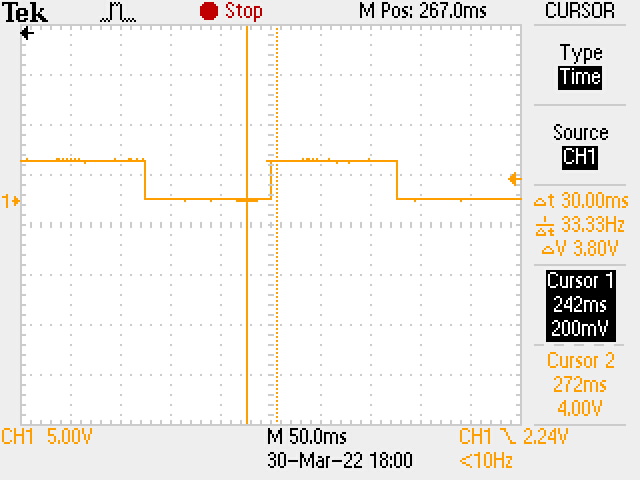 Tek Stop M Pos: 267.0ms CURSOR
Type
Time
Source
CH1
1
Δt 30.00ms
1/Δt 33.33Hz
ΔV 3.80V
Cursor 1
242ms
200mV
Cursor 2
272ms
4.00V
CH1 5.00V M 50.0ms CH1 2.24V
30-Mar-22 18:00 <10Hz